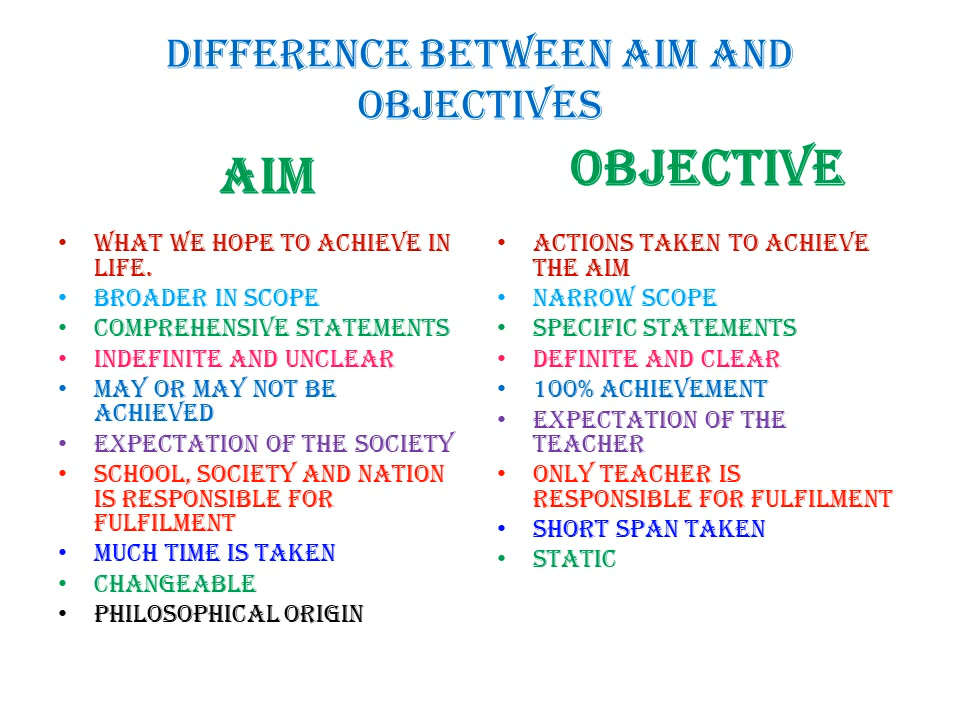 DIFFERENCE BETWEEN AIM AND
OBJECTIVES
AIM
• WHAT WE HOPE TO ACHIEVE IN
LIFE.
• BROADER IN SCOPE
• COMPREHENSIVE STATEMENTS
• INDEFINITE AND UNCLEAR
• MAY OR MAY NOT BE
ACHIEVED
• EXPECTATION OF THE SOCIETY
• SCHOOL, SOCIETY AND NATION
IS RESPONSIBLE FOR
FULFILMENT
• MUCH TIME IS TAKEN
• CHANGEABLE
• PHILOSOPHICAL ORIGIN
OBJECTIVE
• ACTIONS TAKEN TO ACHIEVE
THE AIM
• NARROW SCOPE
• SPECIFIC STATEMENTS
• DEFINITE AND CLEAR
• 100% ACHIEVEMENT
• EXPECTATION OF THE
TEACHER
• ONLY TEACHER IS
RESPONSIBLE FOR FULFILMENT
• SHORT SPAN TAKEN
• STATIC